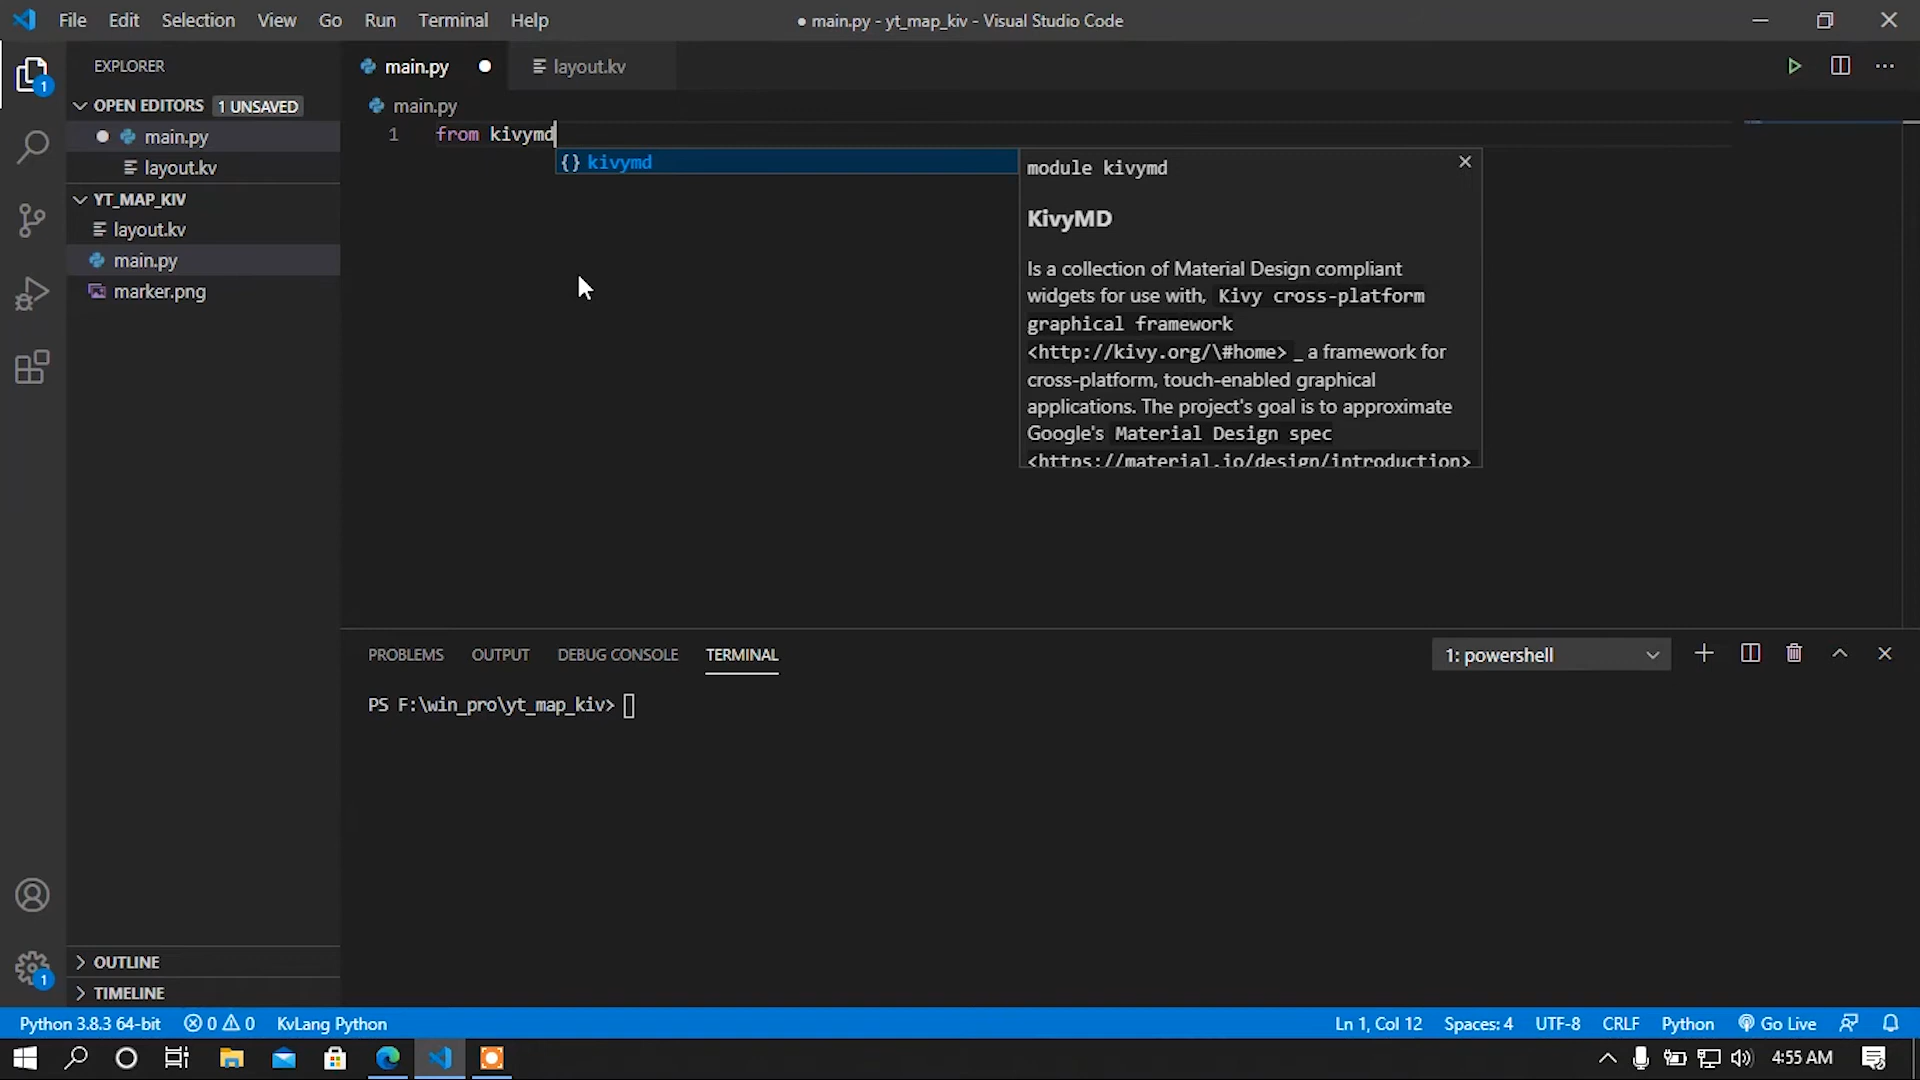 File Edit Selection View Go Run Terminal Help
● main.py - yt_map_kiv - Visual Studio Code
EXPLORER
OPEN EDITORS 1 UNSAVED
main.py
layout.kv
YT_MAP_KIV
layout.kv
main.py
marker.png
OUTLINE
TIMELINE
main.py
layout.kv
main.py
1 from kivymd
{} kivymd
module kivymd
KivyMD
Is a collection of Material Design compliant
widgets for use with, Kivy cross-platform
graphical framework
<http://kivy.org/\#home> _ a framework for
cross-platform, touch-enabled graphical
applications. The project's goal is to approximate
Google's Material Design spec
<https://material.io/design/introduction>
PROBLEMS OUTPUT DEBUG CONSOLE TERMINAL
1: powershell
PS F:\win_pro\yt_map_kiv>
1
1
Python 3.8.3 64-bit 0 0 KvLang Python
Ln 1, Col 12 Spaces: 4 UTF-8 CRLF Python Go Live
4:55 AM